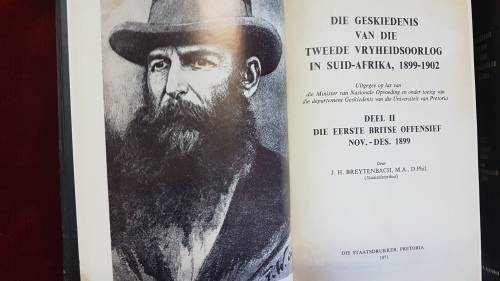 DIE GESKIEDENIS
VAN DIE
TWEEDE VRYHEIDSOORLOG
IN SUID-AFRIKA, 1899-1902
Uitgegee op las van
die Minister van Nasionale Opvoeding en onder toesig van
die departement Geskiedenis van die Universiteit van Pretoria
DEEL II
DIE EERSTE BRITSE OFFENSIEF
NOV. - DES. 1899
Deur
J. H. BREYTENBACH, M.A., D.Phil.
(Staatshistorikus)
DIE STAATSDRUKKER, PRETORIA
1971